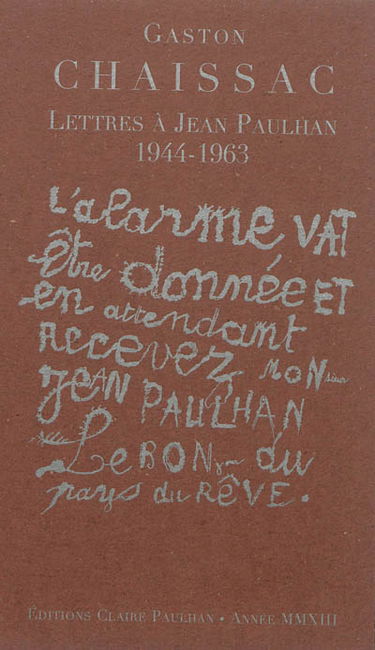 GASTON
CHAISSAC
LETTRES À JEAN PAULHAN
1944-1963
L'alarme VAT
être donnée ET
en attendant
Recevez MONsieur
JEAN PAULHAN
Le BONjour du
pays du RÊVE.
ÉDITIONS CLAIRE PAULHAN • ANNÉE MMXIII